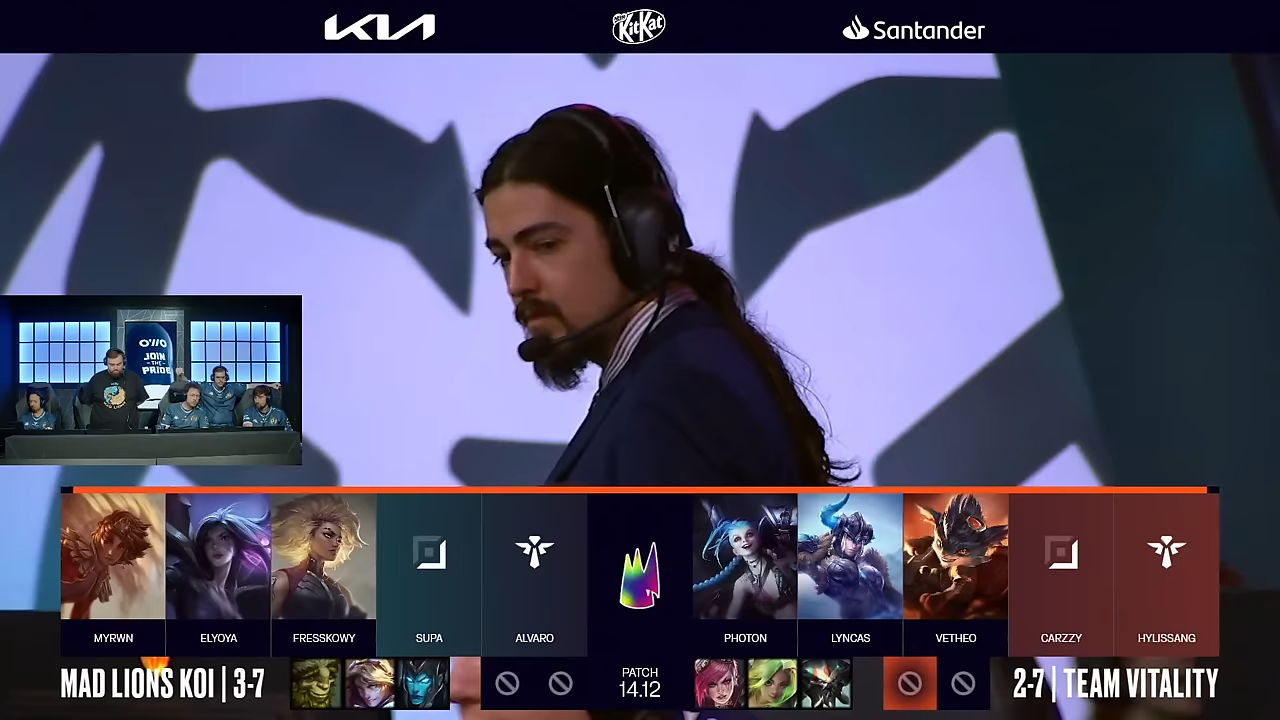 KIA
KitKat
Santander
OMO
JOIN
THE
PRIDE
MYRWN
ELYOYA
FRESSKOWY
SUPA
ALVARO
PHOTON
LYNCAS
VETHEO
CARZZY
HYLISSANG
MAD LIONS KOI | 3-7
PATCH
14.12
2-7 | TEAM VITALITY